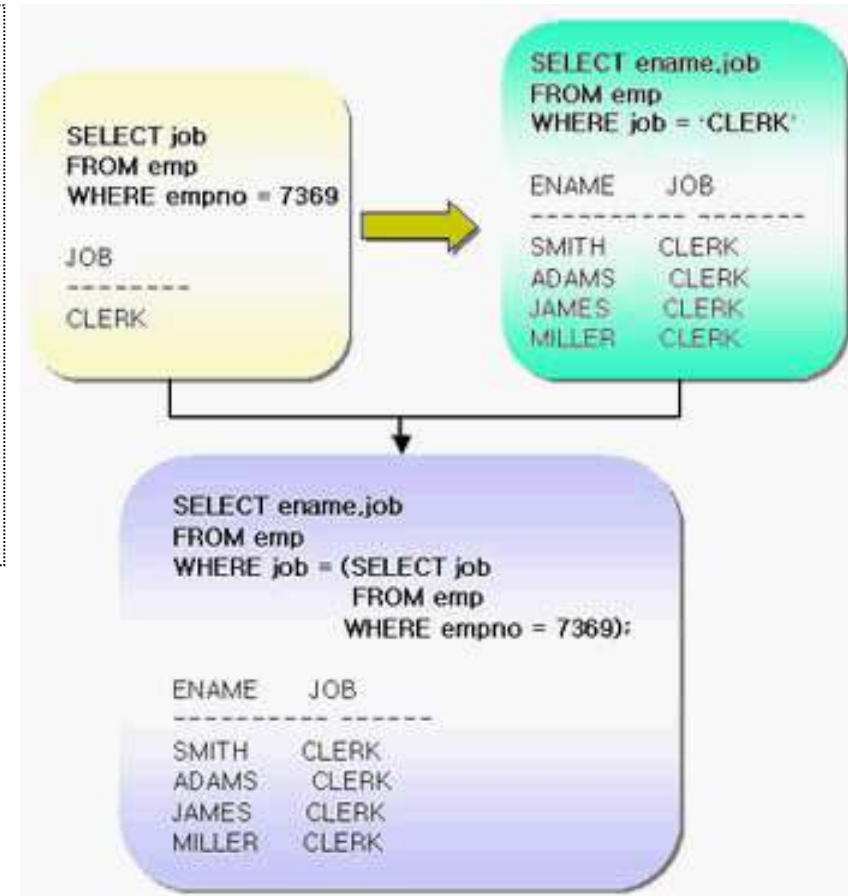 SELECT job
FROM emp
WHERE empno = 7369
JOB
--------
CLERK
SELECT ename,job
FROM emp
WHERE job = 'CLERK'
ENAME JOB
----------- -------
SMITH CLERK
ADAMS CLERK
JAMES CLERK
MILLER CLERK
SELECT ename,job
FROM emp
WHERE job = (SELECT job
FROM emp
WHERE empno = 7369);
ENAME JOB
----------- ------
SMITH CLERK
ADAMS CLERK
JAMES CLERK
MILLER CLERK